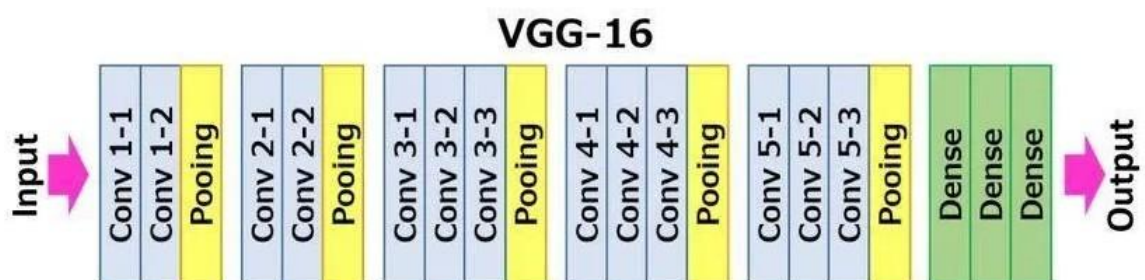 VGG-16
Input
Conv 1-1
Conv 1-2
Pooing
Conv 2-1
Conv 2-2
Pooing
Conv 3-1
Conv 3-2
Conv 3-3
Pooing
Conv 4-1
Conv 4-2
Conv 4-3
Pooing
Conv 5-1
Conv 5-2
Conv 5-3
Pooing
Dense
Dense
Dense
Output